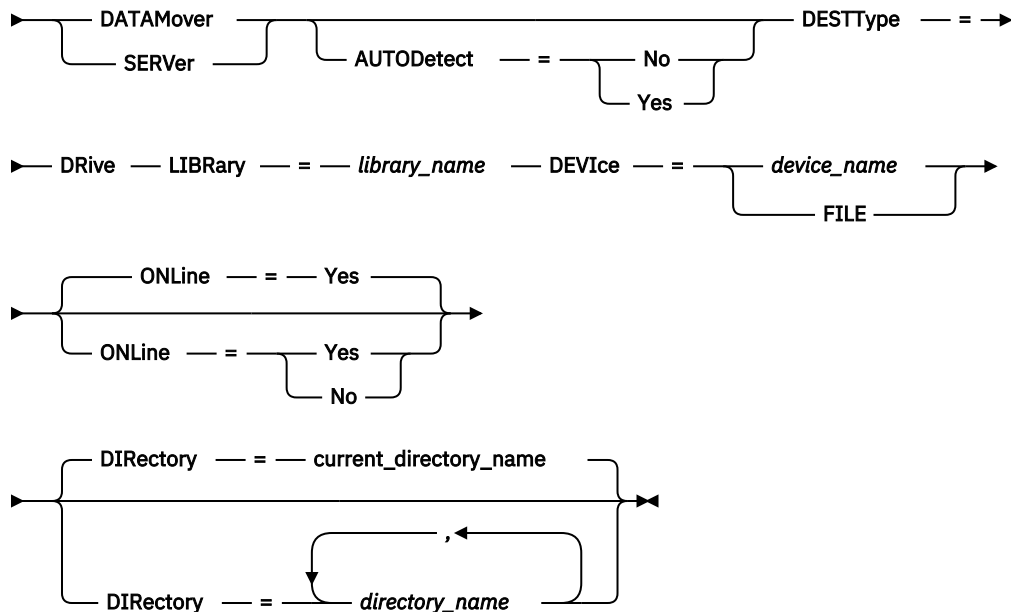 DATAMover
SERVer
AUTODetect = No
Yes
DESTType =
DRive LIBRary = library_name DEVIce = device_name
FILE
ONLine = Yes
ONLine = Yes
No
DIRectory = current_directory_name
,
DIRectory = directory_name